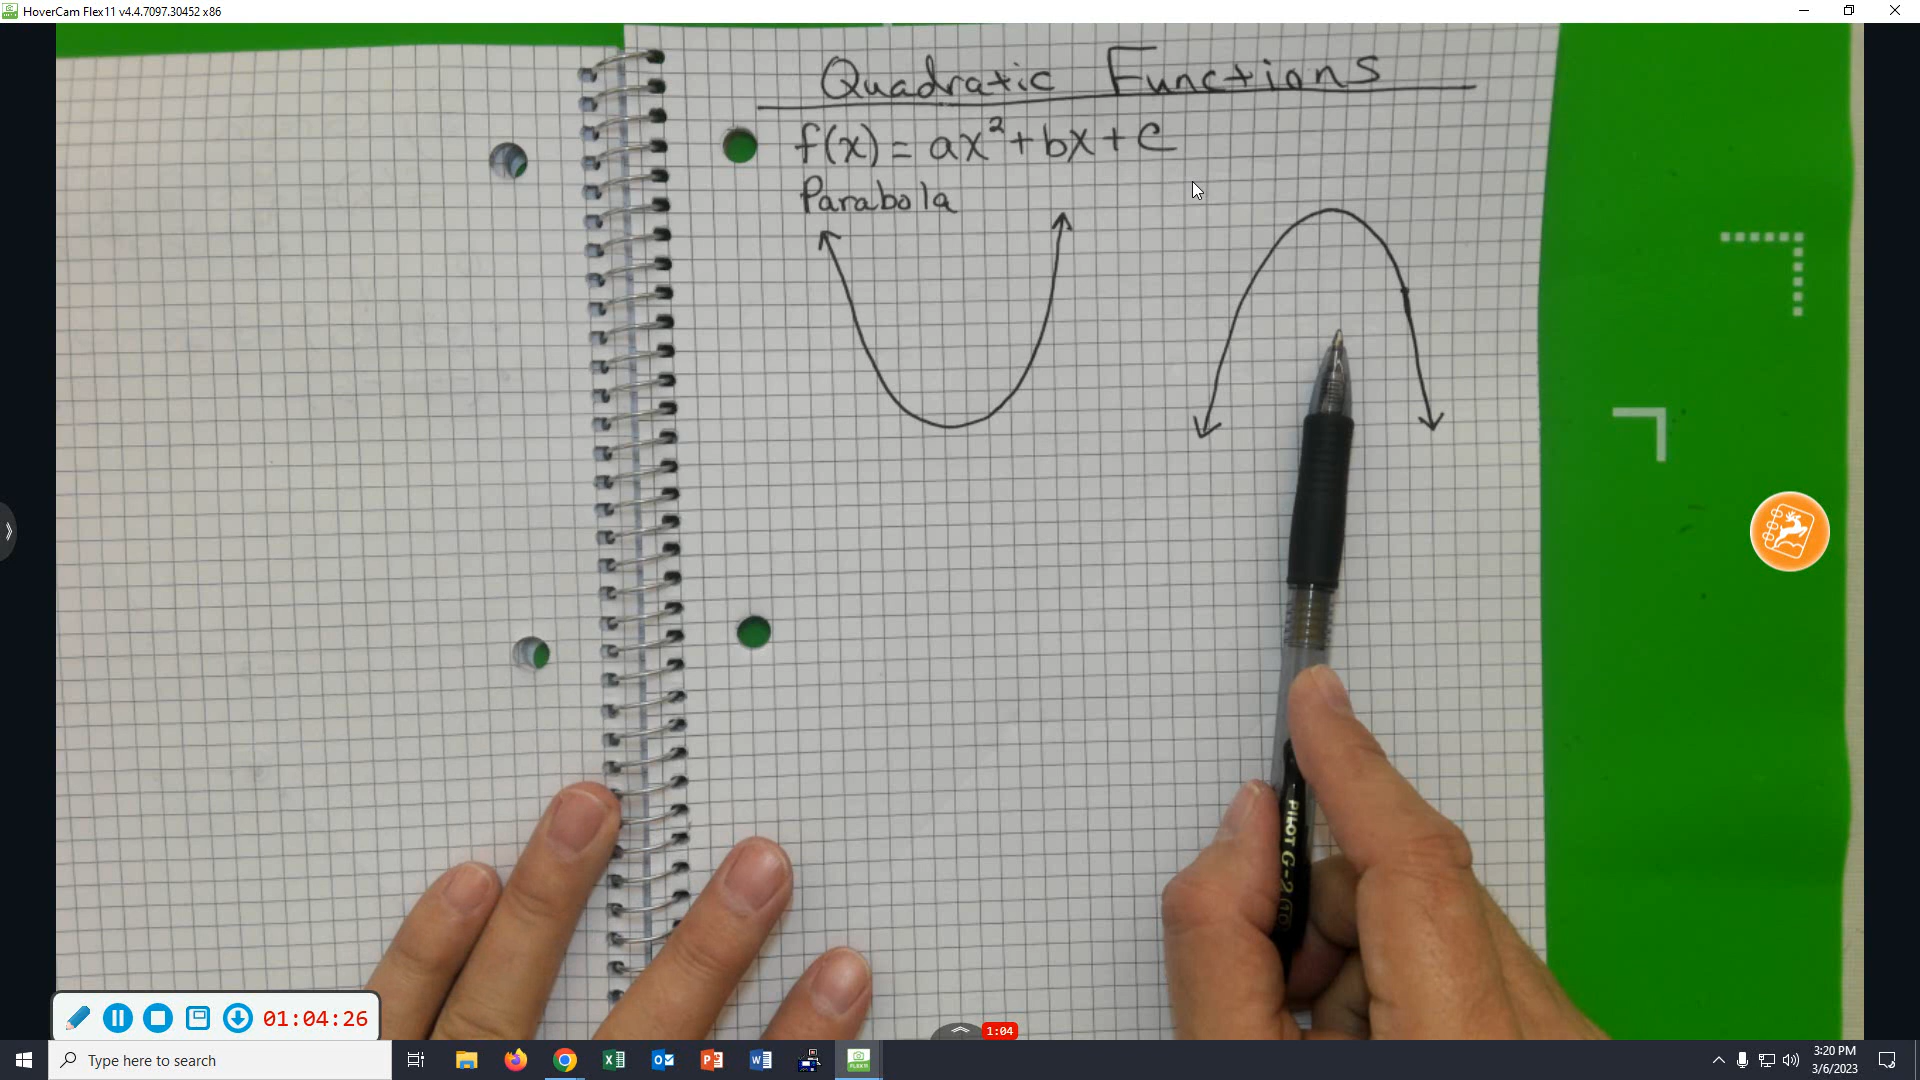 HoverCam Flex11 v4.4.7097.30452 x86
Quadratic Functions
f(x) = ax² + bx + c
Parabola
PILOT G-2
01:04:26
1:04
Type here to search
3:20 PM
3/6/2023